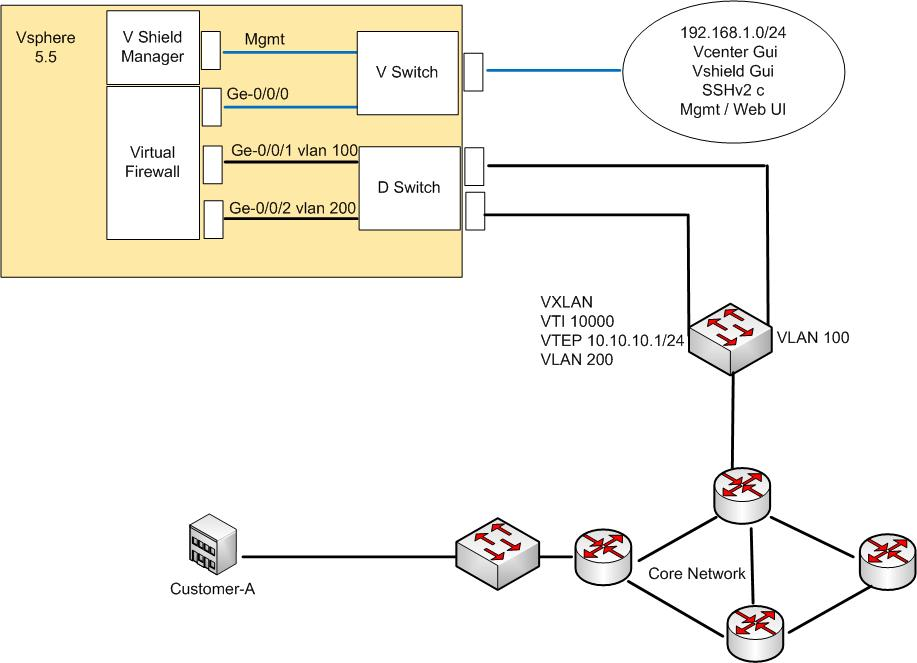 Vsphere
5.5
V Shield
Manager
Mgmt
V Switch
192.168.1.0/24
Vcenter Gui
Vshield Gui
SSHv2 c
Mgmt / Web UI
Ge-0/0/0
Virtual
Firewall
Ge-0/0/1 vlan 100
D Switch
Ge-0/0/2 vlan 200
VXLAN
VTI 10000
VTEP 10.10.10.1/24
VLAN 200
VLAN 100
Core Network
Customer-A